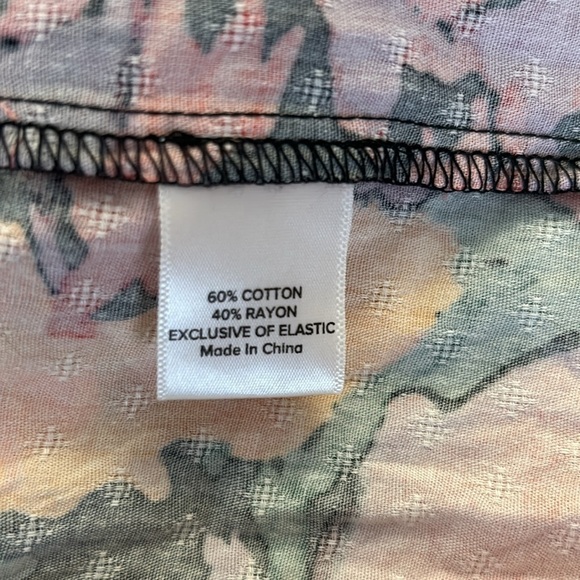 60% COTTON
40% RAYON
EXCLUSIVE OF ELASTIC
Made In China